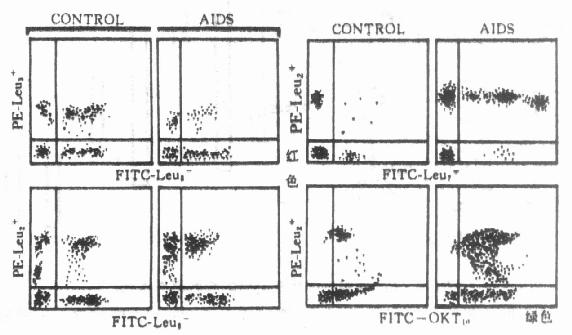 CONTROL AIDS
CONTROL AIDS
PE-Leu₃⁺
PE-Leu₂⁺
FITC-Leu₈⁻
FITC-Leu₇⁺
红色
PE-Leu₂⁺
PE-Leu₂⁺
FITC-Leu₈⁻
FITC-OKT₁₀ 绿色